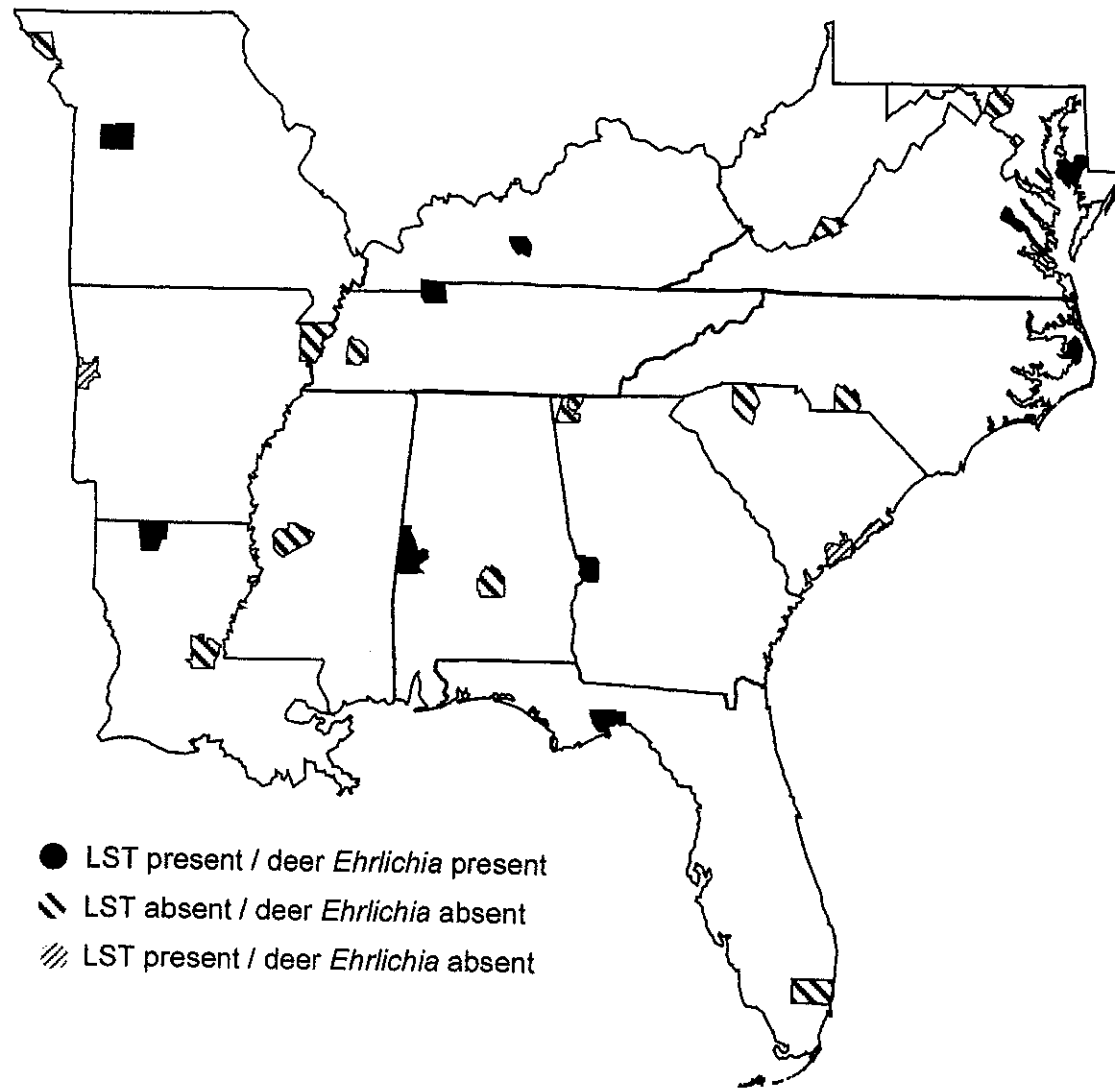 LST present / deer Ehrlichia present
LST absent / deer Ehrlichia absent
LST present / deer Ehrlichia absent